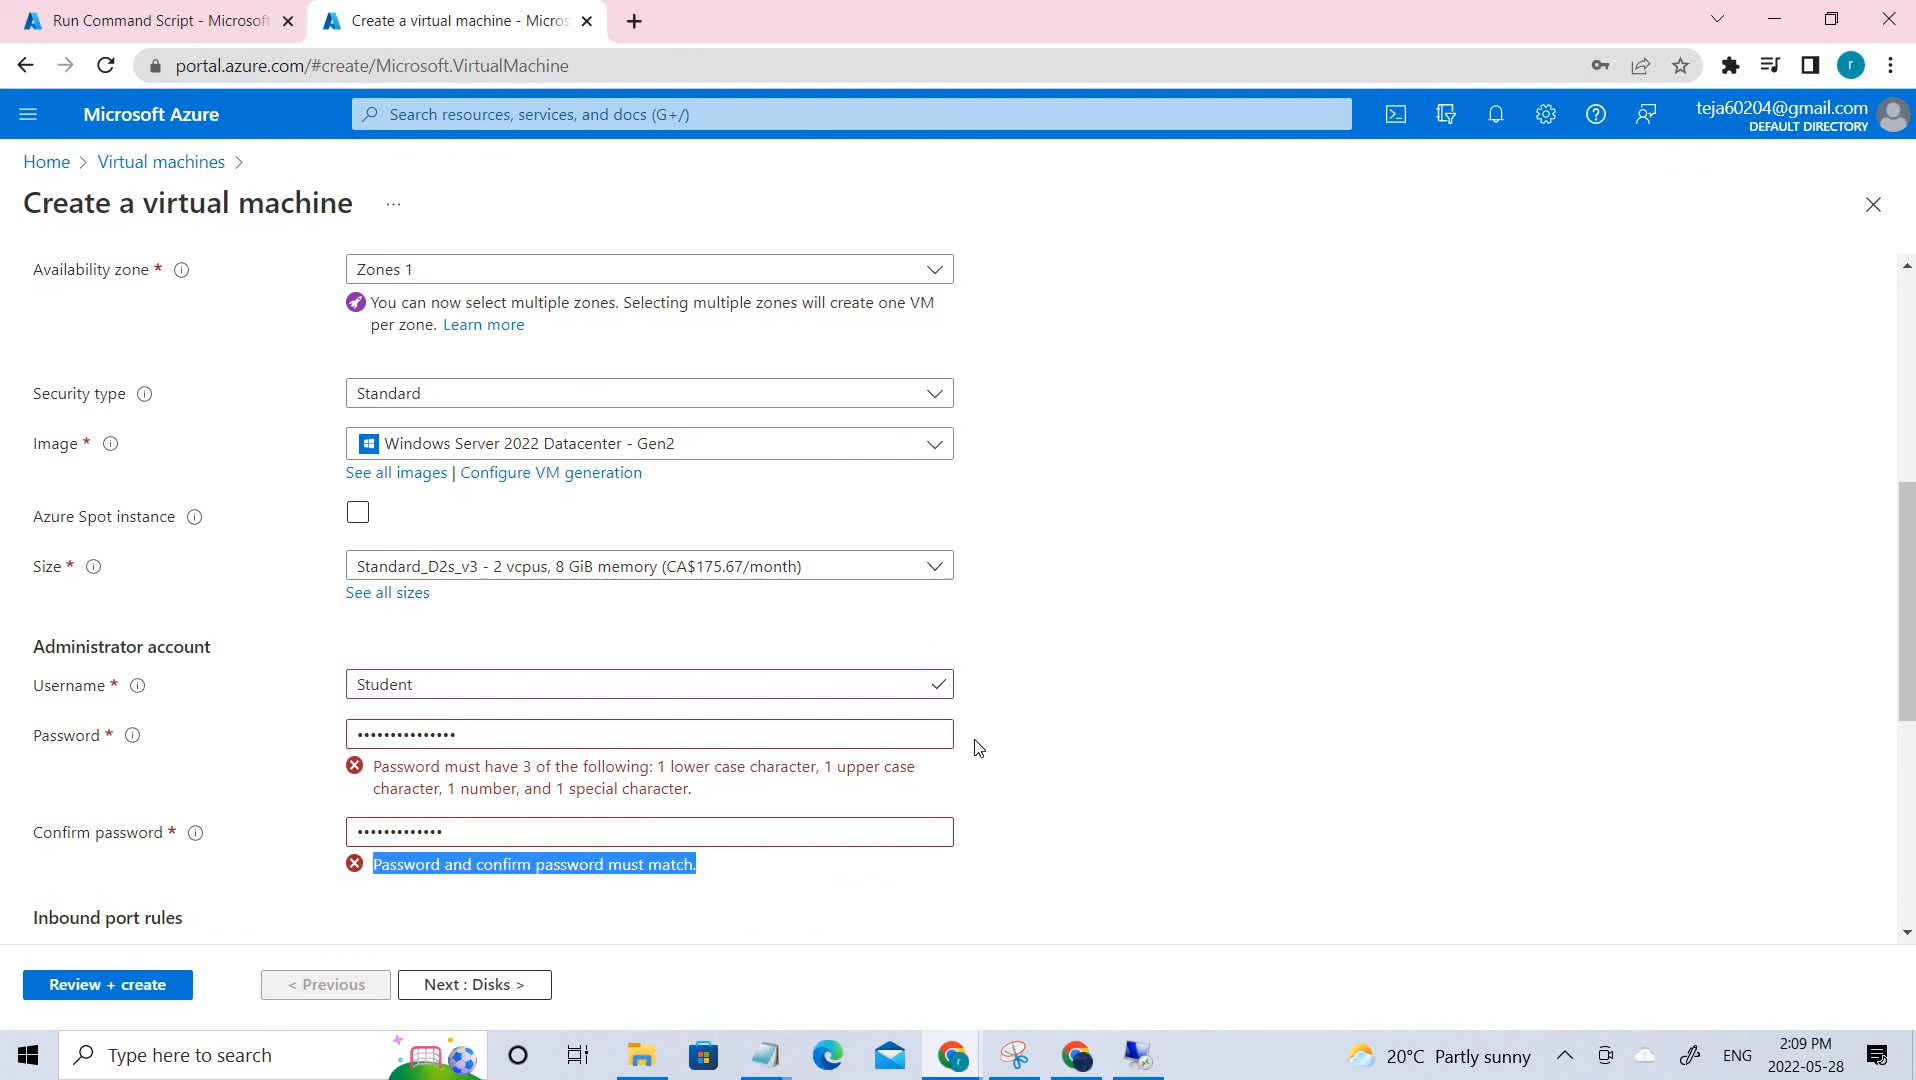 Run Command Script - Microsoft
Create a virtual machine - Micros
portal.azure.com/#create/Microsoft.VirtualMachine
r
Microsoft Azure
Search resources, services, and docs (G+/)
teja60204@gmail.com
DEFAULT DIRECTORY
Home > Virtual machines >
Create a virtual machine ...
Availability zone *
Zones 1
You can now select multiple zones. Selecting multiple zones will create one VM
per zone. Learn more
Security type
Standard
Image *
Windows Server 2022 Datacenter - Gen2
See all images | Configure VM generation
Azure Spot instance
Size *
Standard_D2s_v3 - 2 vcpus, 8 GiB memory (CA$175.67/month)
See all sizes
Administrator account
Username *
Student
Password *
•••••••••••••••
Password must have 3 of the following: 1 lower case character, 1 upper case
character, 1 number, and 1 special character.
Confirm password *
•••••••••••••
Password and confirm password must match.
Inbound port rules
Review + create
< Previous
Next : Disks >
Type here to search
20°C Partly sunny
ENG
2:09 PM
2022-05-28